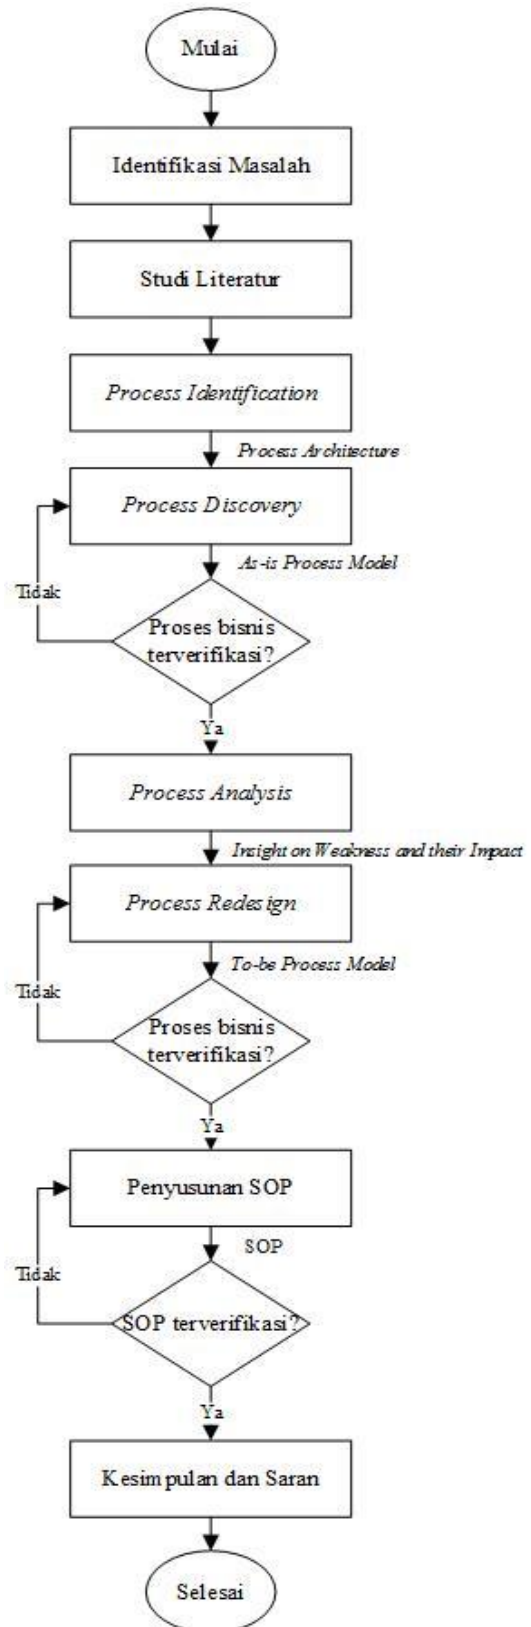 Mulai
Identifikasi Masalah
Studi Literatur
Process Identification
Process Architecture
Process Discovery
As-is Process Model
Tidak
Proses bisnis
terverifikasi?
Ya
Process Analysis
Insight on Weakness and their Impact
Process Redesign
To-be Process Model
Tidak
Proses bisnis
terverifikasi?
Ya
Penyusunan SOP
SOP
Tidak
SOP terverifikasi?
Ya
Kesimpulan dan Saran
Selesai